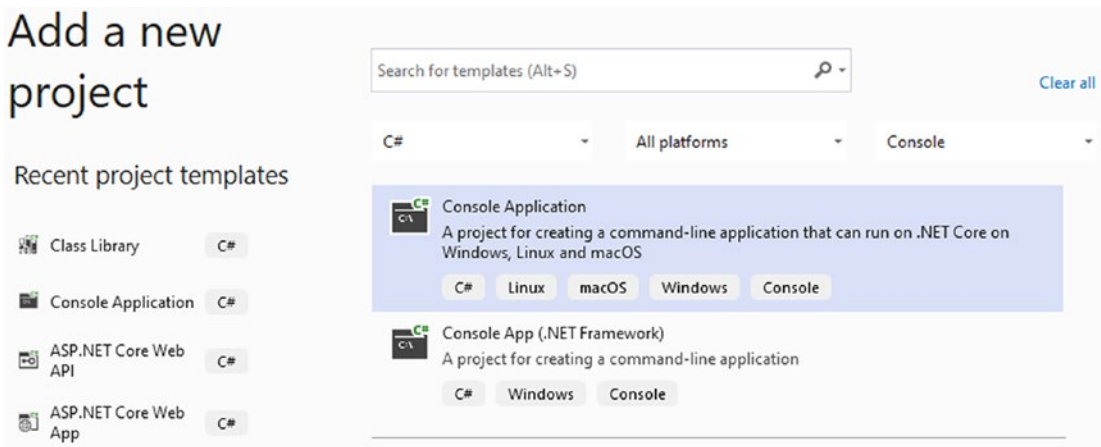 Add a new
project
Recent project templates
Class Library C#
Console Application C#
ASP.NET Core Web
API C#
ASP.NET Core Web
App C#
Search for templates (Alt+S)
Clear all
C# All platforms Console
C#
C:\
Console Application
A project for creating a command-line application that can run on .NET Core on
Windows, Linux and macOS
C# Linux macOS Windows Console
C#
C:\
Console App (.NET Framework)
A project for creating a command-line application
C# Windows Console